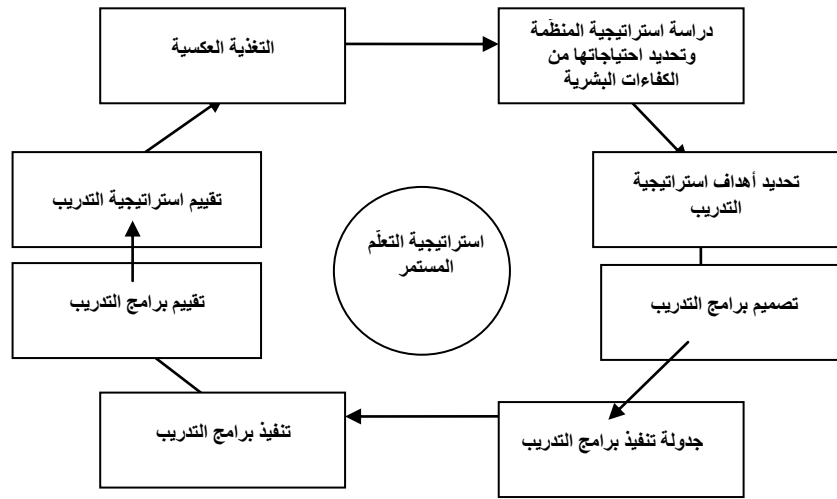 دراسة استراتيجية المنظّمة
وتحديد احتياجاتها من
الكفاءات البشرية
التغذية العكسية
تحديد أهداف استراتيجية
التدريب
تقييم استراتيجية التدريب
استراتيجية التعلّم
المستمر
تصميم برامج التدريب
تقييم برامج التدريب
جدولة تنفيذ برامج التدريب
تنفيذ برامج التدريب